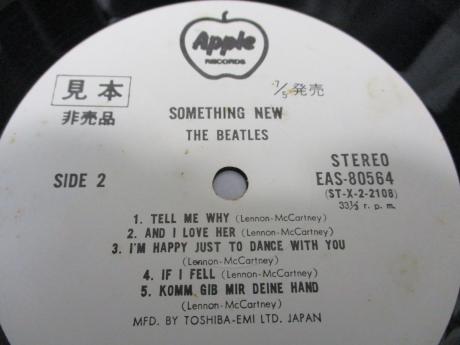 Apple
RECORDS
見本
非売品
7/5発売
SOMETHING NEW
THE BEATLES
SIDE 2
STEREO
EAS-80564
(ST-X-2-2108)
33⅓ r.p.m.
1. TELL ME WHY (Lennon-McCartney)
2. AND I LOVE HER (Lennon-McCartney)
3. I'M HAPPY JUST TO DANCE WITH YOU
(Lennon-McCartney)
4. IF I FELL (Lennon-McCartney)
5. KOMM GIB MIR DEINE HAND
(Lennon-McCartney)
MFD. BY TOSHIBA-EMI LTD. JAPAN